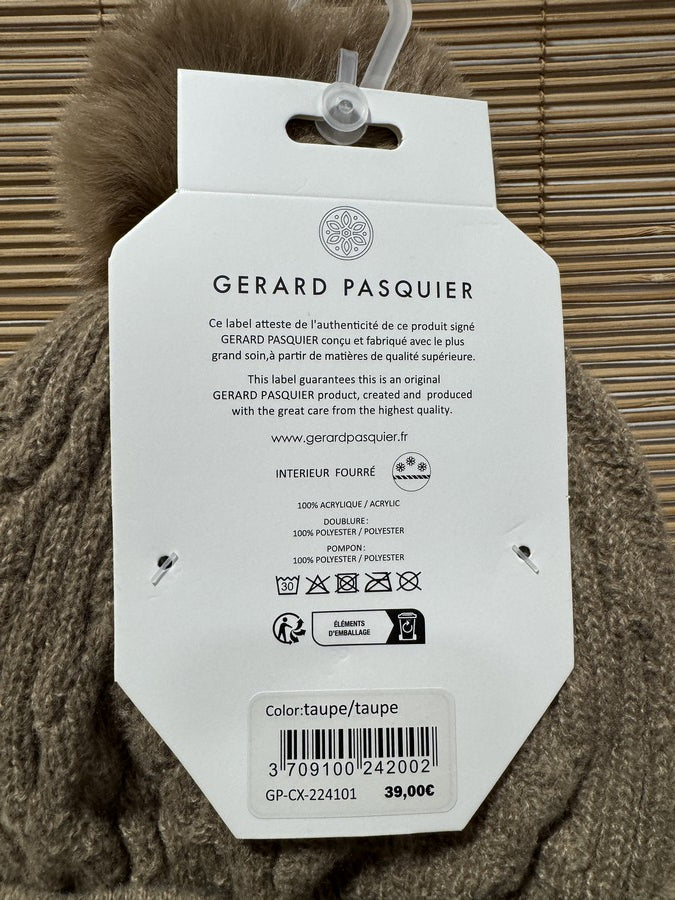 GERARD PASQUIER
Ce label atteste de l'authenticité de ce produit signé
GERARD PASQUIER conçu et fabriqué avec le plus
grand soin,à partir de matières de qualité supérieure.
This label guarantees this is an original
GERARD PASQUIER product, created and produced
with the great care from the highest quality.
www.gerardpasquier.fr
INTERIEUR FOURRÉ
100% ACRYLIQUE / ACRYLIC
DOUBLURE:
100% POLYESTER / POLYESTER
POMPON:
100% POLYESTER / POLYESTER
30
ÉLÉMENTS
D'EMBALLAGE
Color:taupe/taupe
3 709100 242002
GP-CX-224101 39,00€